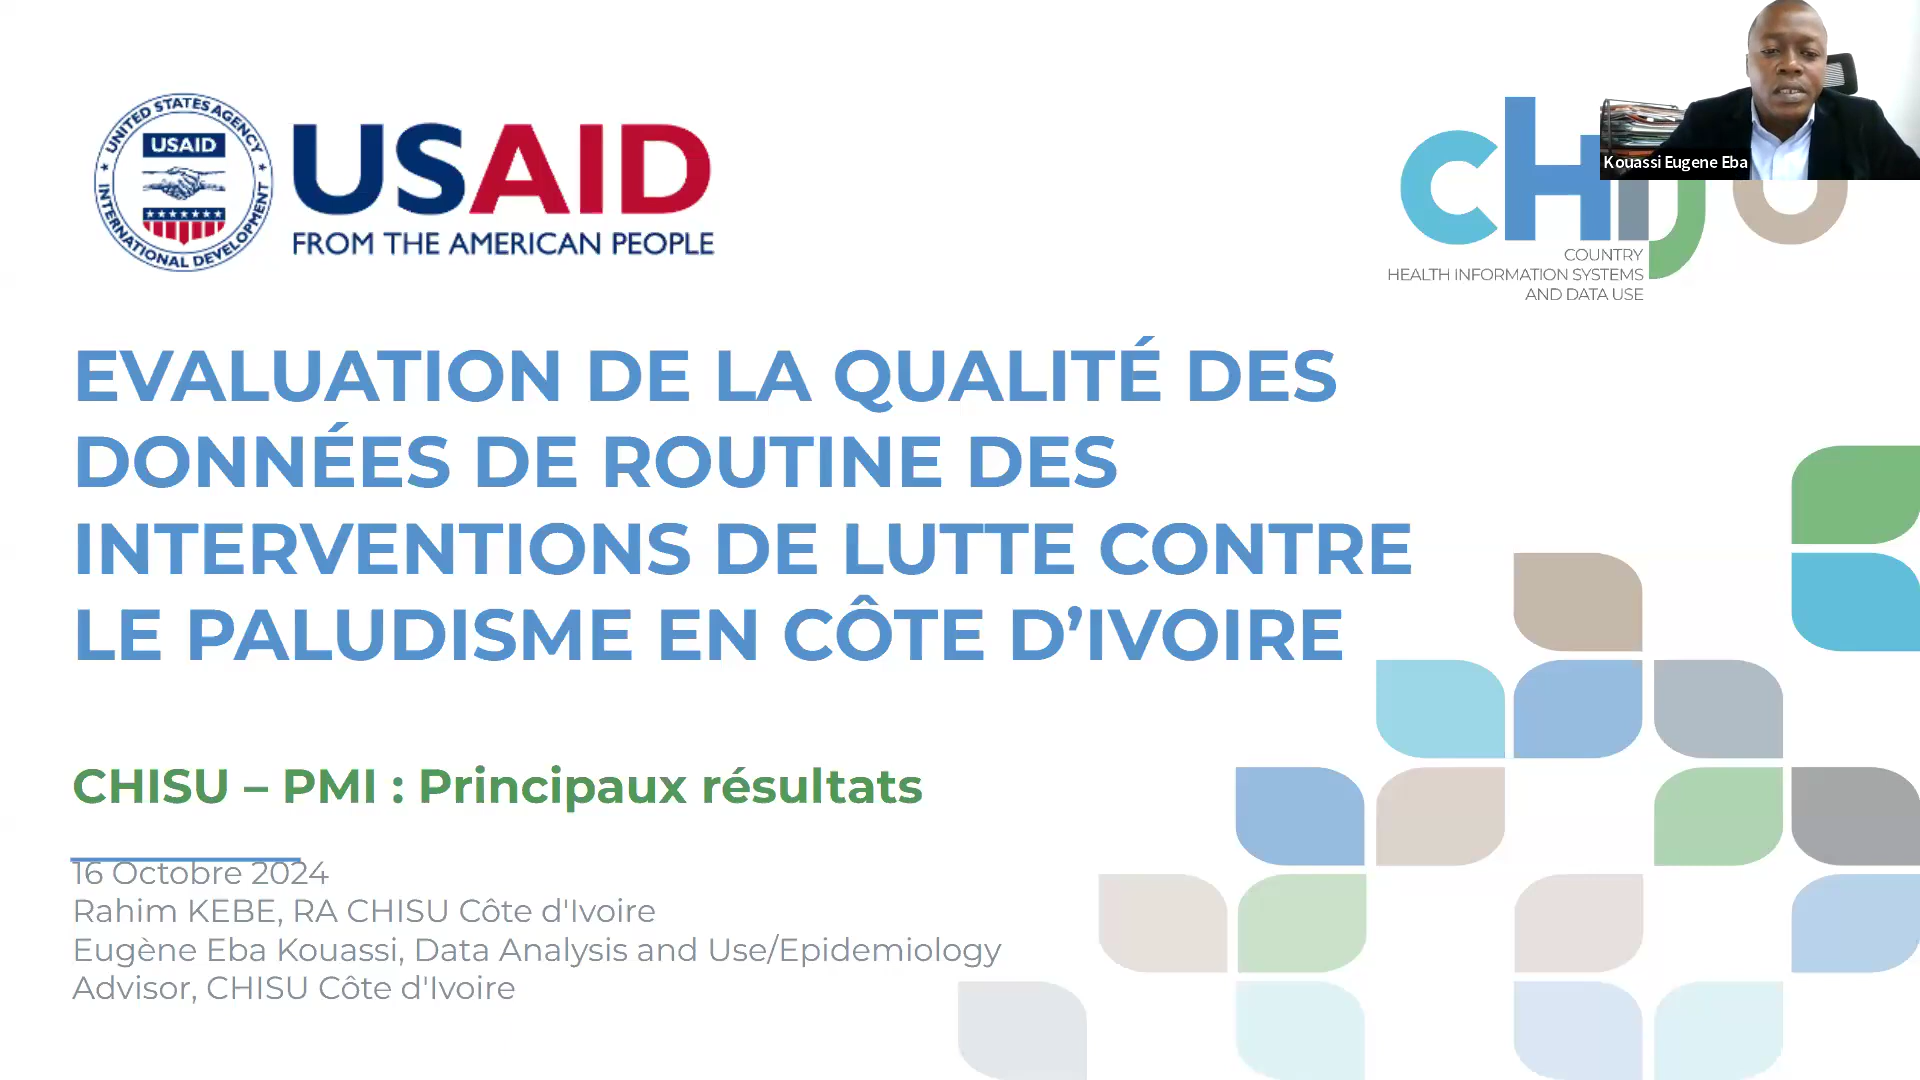 UNITED STATES AGENCY
USAID
INTERNATIONAL DEVELOPMENT
USAID
FROM THE AMERICAN PEOPLE
Kouassi Eugene Eba
COUNTRY
HEALTH INFORMATION SYSTEMS
AND DATA USE
EVALUATION DE LA QUALITÉ DES
DONNÉES DE ROUTINE DES
INTERVENTIONS DE LUTTE CONTRE
LE PALUDISME EN CÔTE D’IVOIRE
CHISU – PMI : Principaux résultats
16 Octobre 2024
Rahim KEBE, RA CHISU Côte d'Ivoire
Eugène Eba Kouassi, Data Analysis and Use/Epidemiology
Advisor, CHISU Côte d'Ivoire